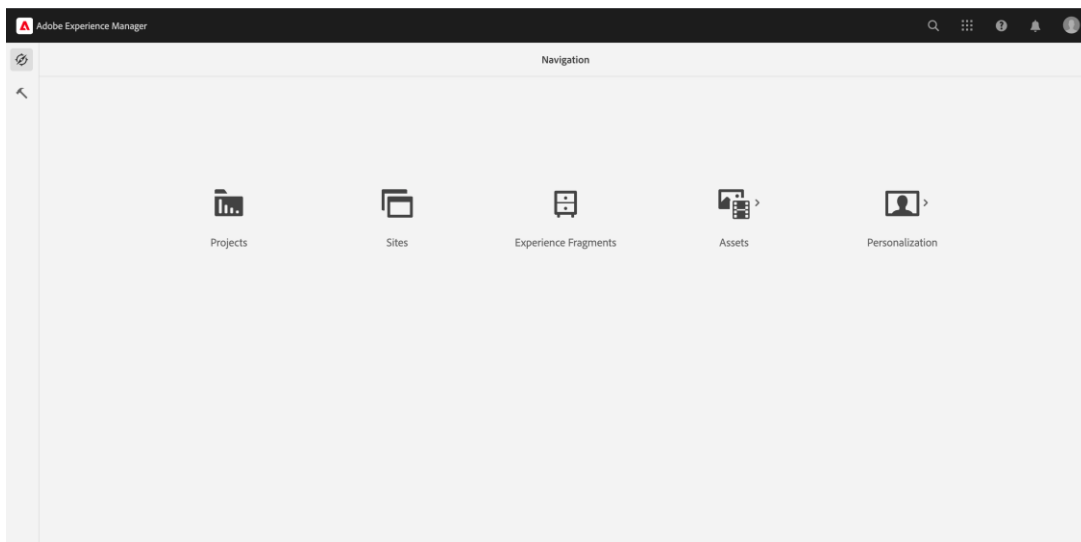 Adobe Experience Manager
Navigation
Projects
Sites
Experience Fragments
Assets
Personalization